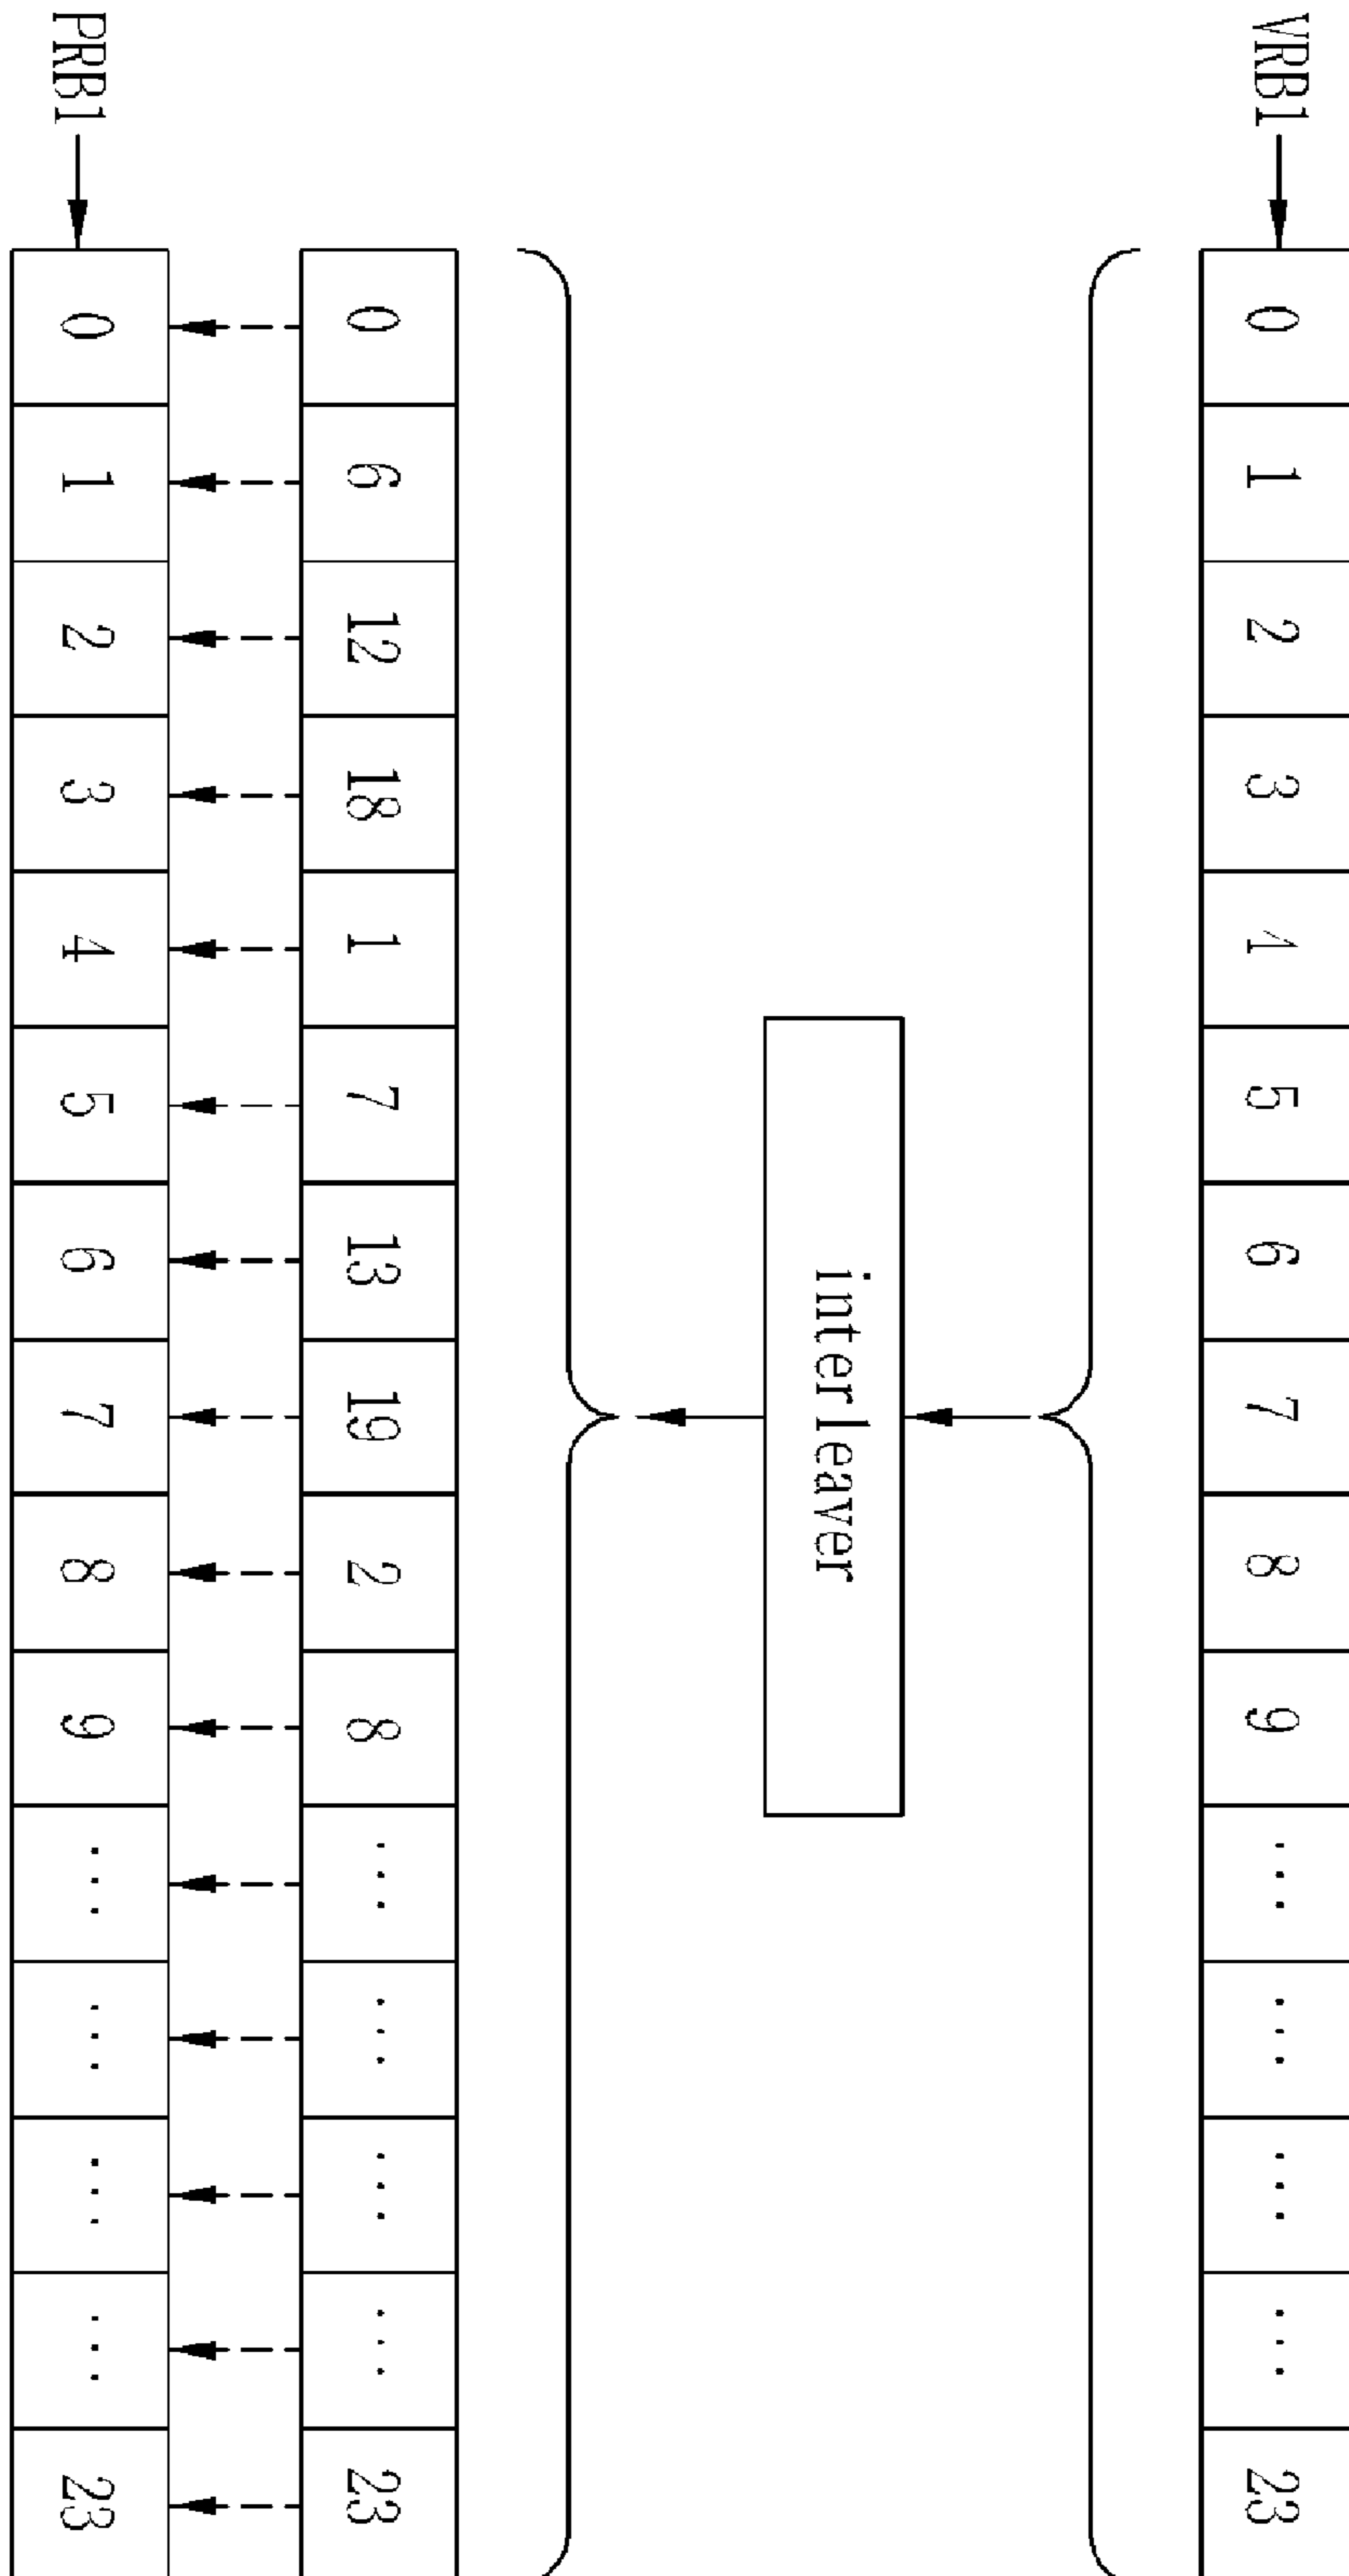 VRB1
0 1 2 3 4 5 6 7 8 9 ... ... ... ... 23
interleaver
0 6 12 18 1 7 13 19 2 8 ... ... ... ... 23
PRB1
0 1 2 3 4 5 6 7 8 9 ... ... ... ... 23